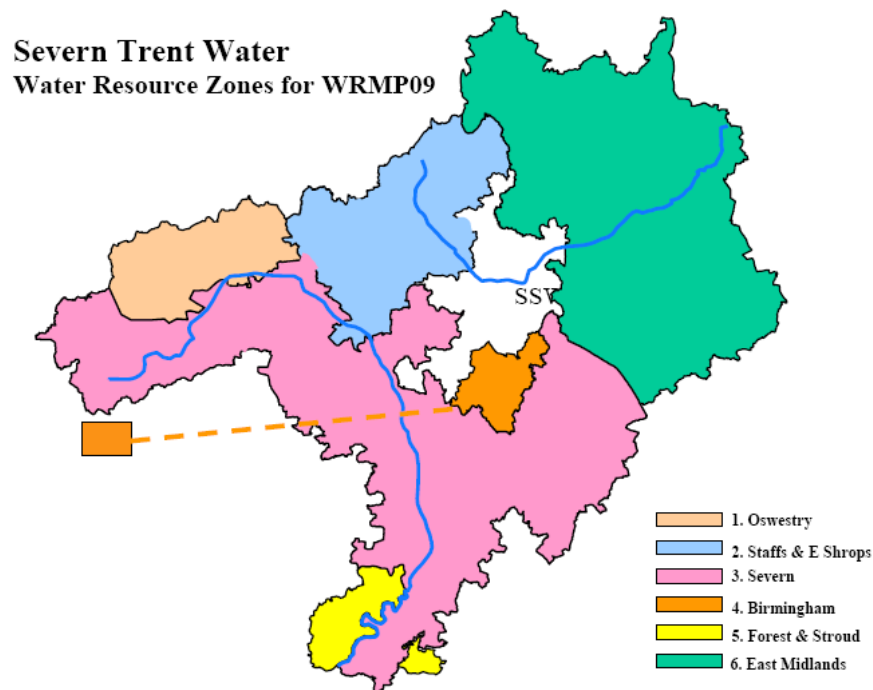 Severn Trent Water
Water Resource Zones for WRMP09
1. Oswestry
2. Staffs & E Shrops
3. Severn
4. Birmingham
5. Forest & Stroud
6. East Midlands